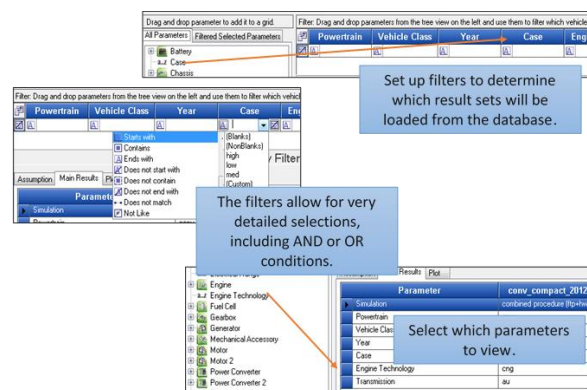 Drag and drop parameter to add it to a grid.
Filter: Drag and drop parameters from the tree view on the left and use them to filter which vehicle
All Parameters Filtered Selected Parameters
Powertrain Vehicle Class Year Case
Battery
Case
Chassis
Set up filters to determine
which result sets will be
loaded from the database.
Filter: Drag and drop parameters from the tree view on the left and use them to filter which vehicl
Powertrain Vehicle Class Year Case
Starts with
Contains
Ends with
Does not start with
Does not contain
Does not end with
Does not match
Not Like
(Blanks)
(NonBlanks)
high
low
med
(Custom)
Filter
Assumption Main Results
Simulation
The filters allow for very
detailed selections,
including AND or OR
conditions.
Engine
Engine Technology
Fuel Cell
Gearbox
Generator
Mechanical Accessory
Motor
Motor 2
Power Converter
Power Converter 2
Results Plot
Parameter conv_compact_2012
Simulation combined procedure (ftp+hw
Powertrain
Vehicle Clas
Year
Case
Engine Technology cng
Transmission au
Select which parameters
to view.